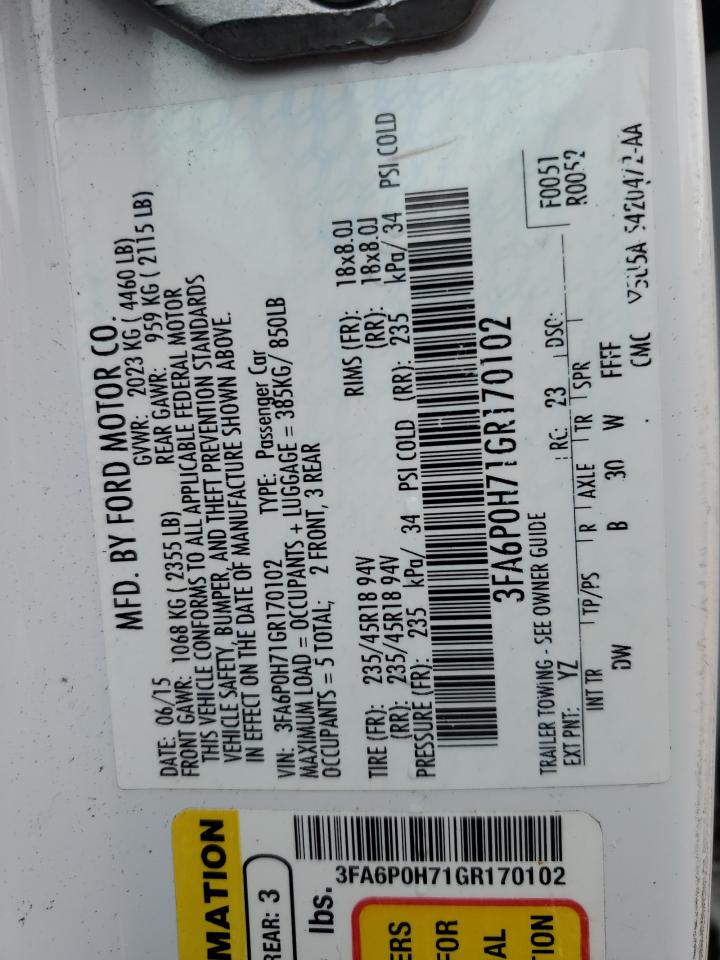 MFD. BY FORD MOTOR CO.
DATE: 06/15 GVWR: 2023 KG ( 4460 LB)
FRONT GAWR: 1068 KG ( 2355 LB) REAR GAWR: 959 KG ( 2115 LB)
THIS VEHICLE CONFORMS TO ALL APPLICABLE FEDERAL MOTOR
VEHICLE SAFETY, BUMPER, AND THEFT PREVENTION STANDARDS
IN EFFECT ON THE DATE OF MANUFACTURE SHOWN ABOVE.
VIN: 3FA6P0H71GR170102 TYPE: Passenger Car
MAXIMUM LOAD = OCCUPANTS + LUGGAGE = 385KG/ 850LB
OCCUPANTS = 5 TOTAL; 2 FRONT, 3 REAR
TIRE (FR): 235/45R18 94V RIMS (FR): 18x8.0J
(RR): 235/45R18 94V (RR): 18x8.0J
PRESSURE (FR): 235 kPa/ 34 PSI COLD (RR): 235 kPa/ 34 PSI COLD
3FA6P0H71GR170102
TRAILER TOWING - SEE OWNER GUIDE F0051
EXT PNT: YZ RC: 23 DSO: R0052
INT TR TP/PS R AXLE TR SPR
DW B 30 W FFFF
CMC
MATION
REAR: 3
lbs.
3FA6P0H71GR170102
ERS
FOR
AL
TION